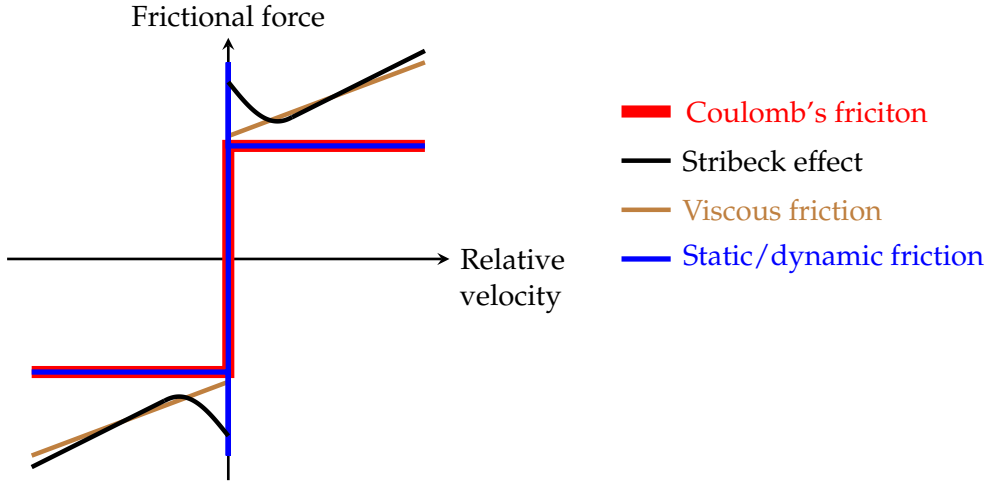 Frictional force
Coulomb's friciton
Stribeck effect
Viscous friction
Static/dynamic friction
Relative
velocity